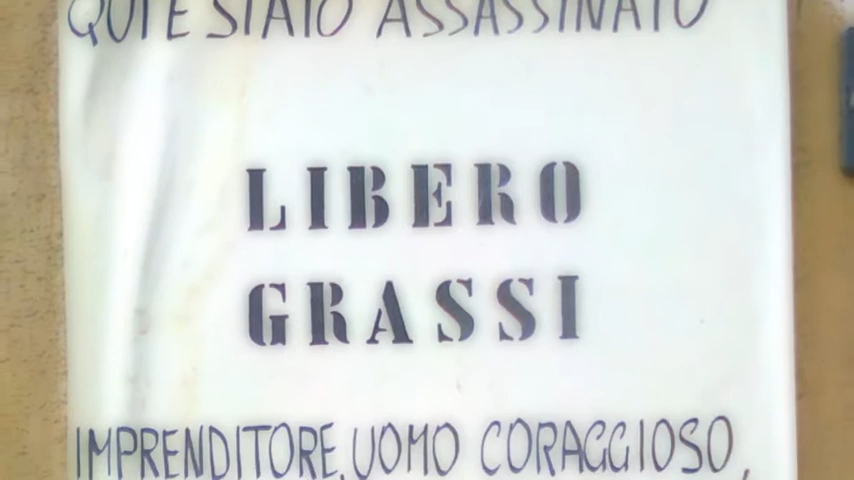 QUI È STATO ASSASSINATO
LIBERO
GRASSI
IMPRENDITORE, UOMO CORAGGIOSO,